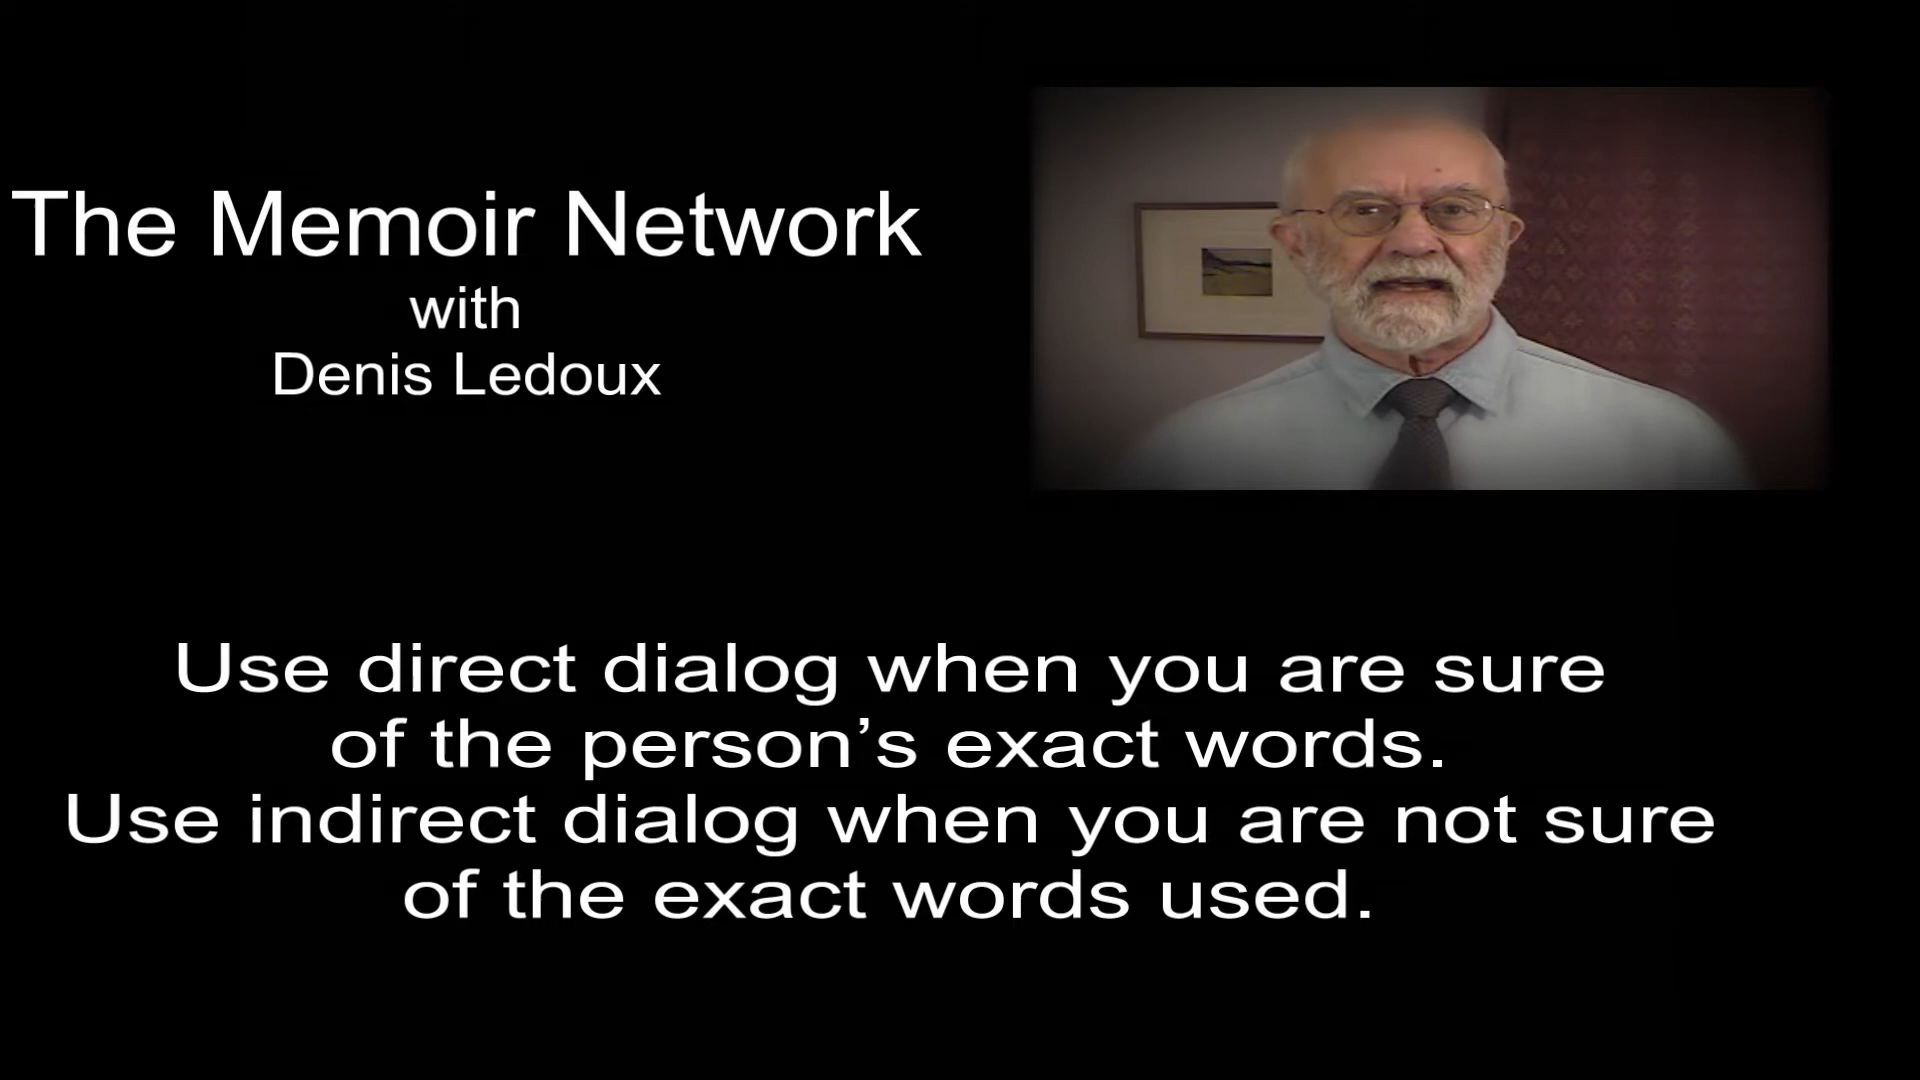 The Memoir Network
with
Denis Ledoux
Use direct dialog when you are sure
of the person’s exact words.
Use indirect dialog when you are not sure
of the exact words used.